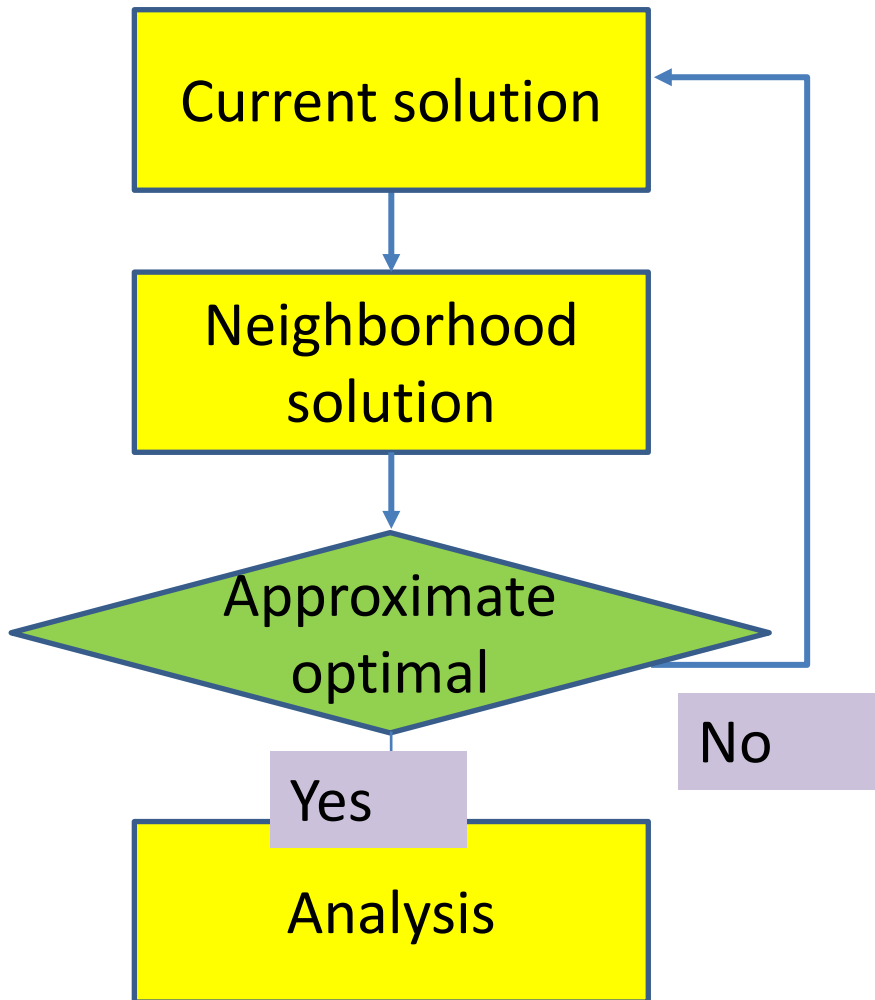 Current solution
Neighborhood
solution
Approximate
optimal
No
Yes
Analysis